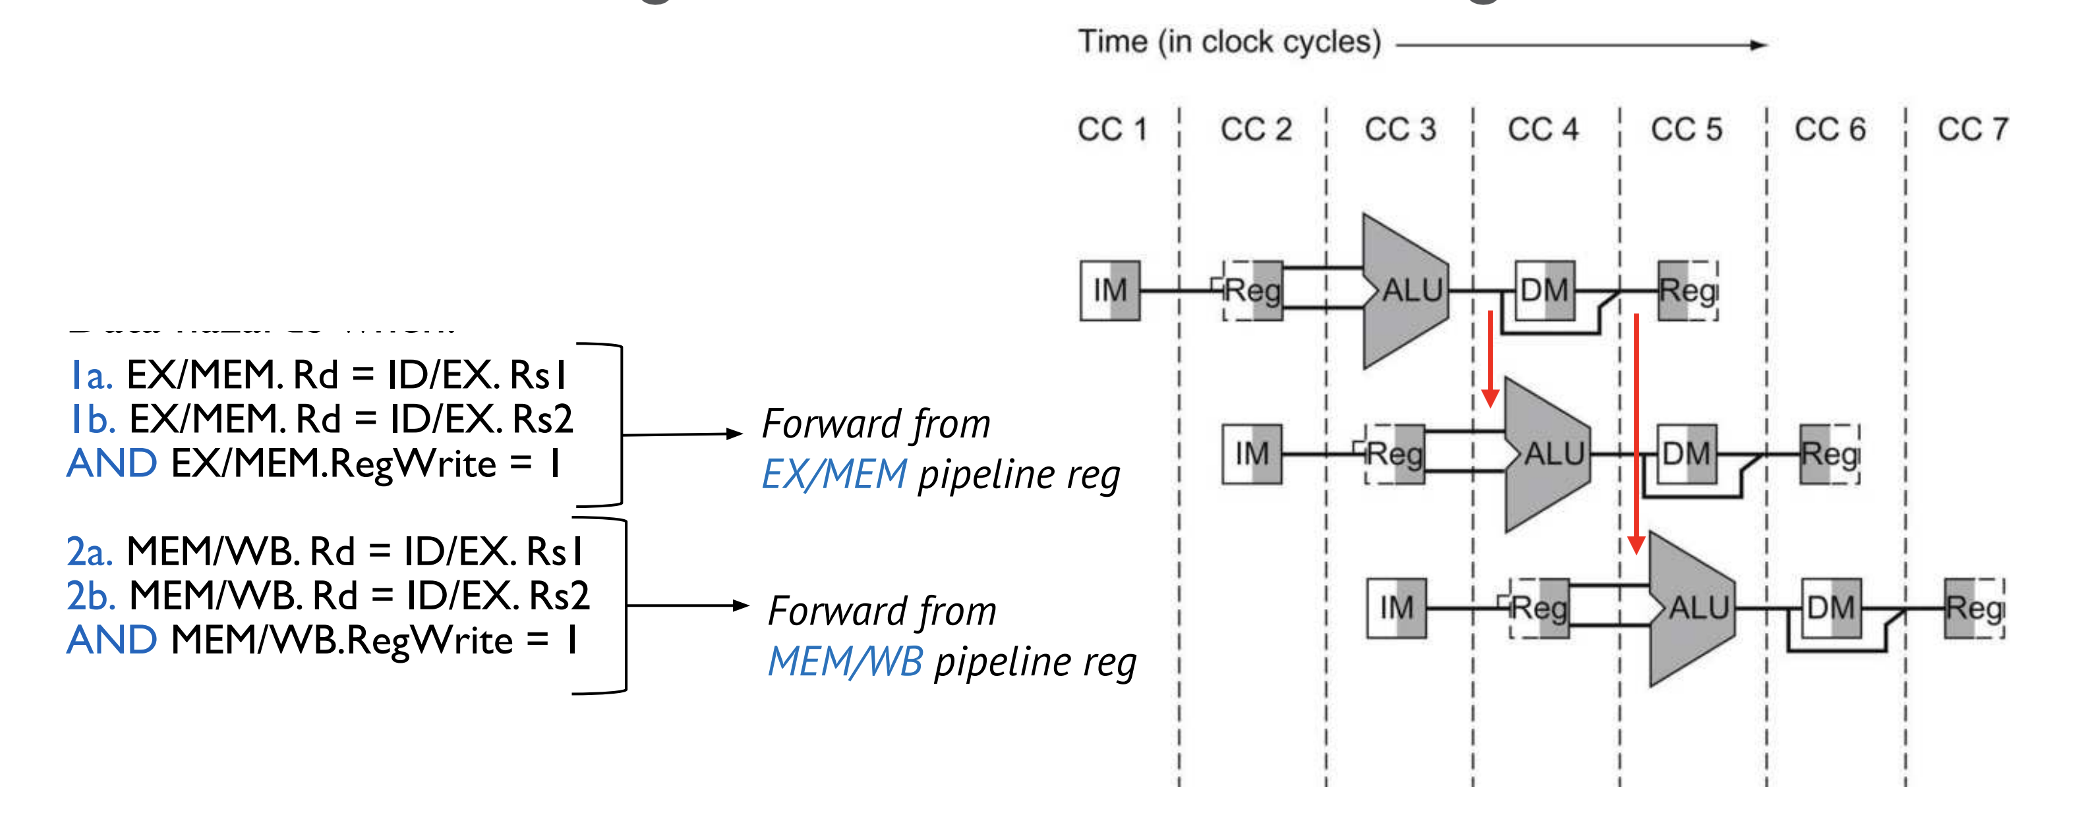 Time (in clock cycles)
CC 1 CC 2 CC 3 CC 4 CC 5 CC 6 CC 7
IM Reg ALU DM Reg
1a. EX/MEM. Rd = ID/EX. Rs1
1b. EX/MEM. Rd = ID/EX. Rs2
AND EX/MEM.RegWrite = 1
Forward from
EX/MEM pipeline reg
IM Reg ALU DM Reg
2a. MEM/WB. Rd = ID/EX. Rs1
2b. MEM/WB. Rd = ID/EX. Rs2
AND MEM/WB.RegWrite = 1
Forward from
MEM/WB pipeline reg
IM Reg ALU DM Reg